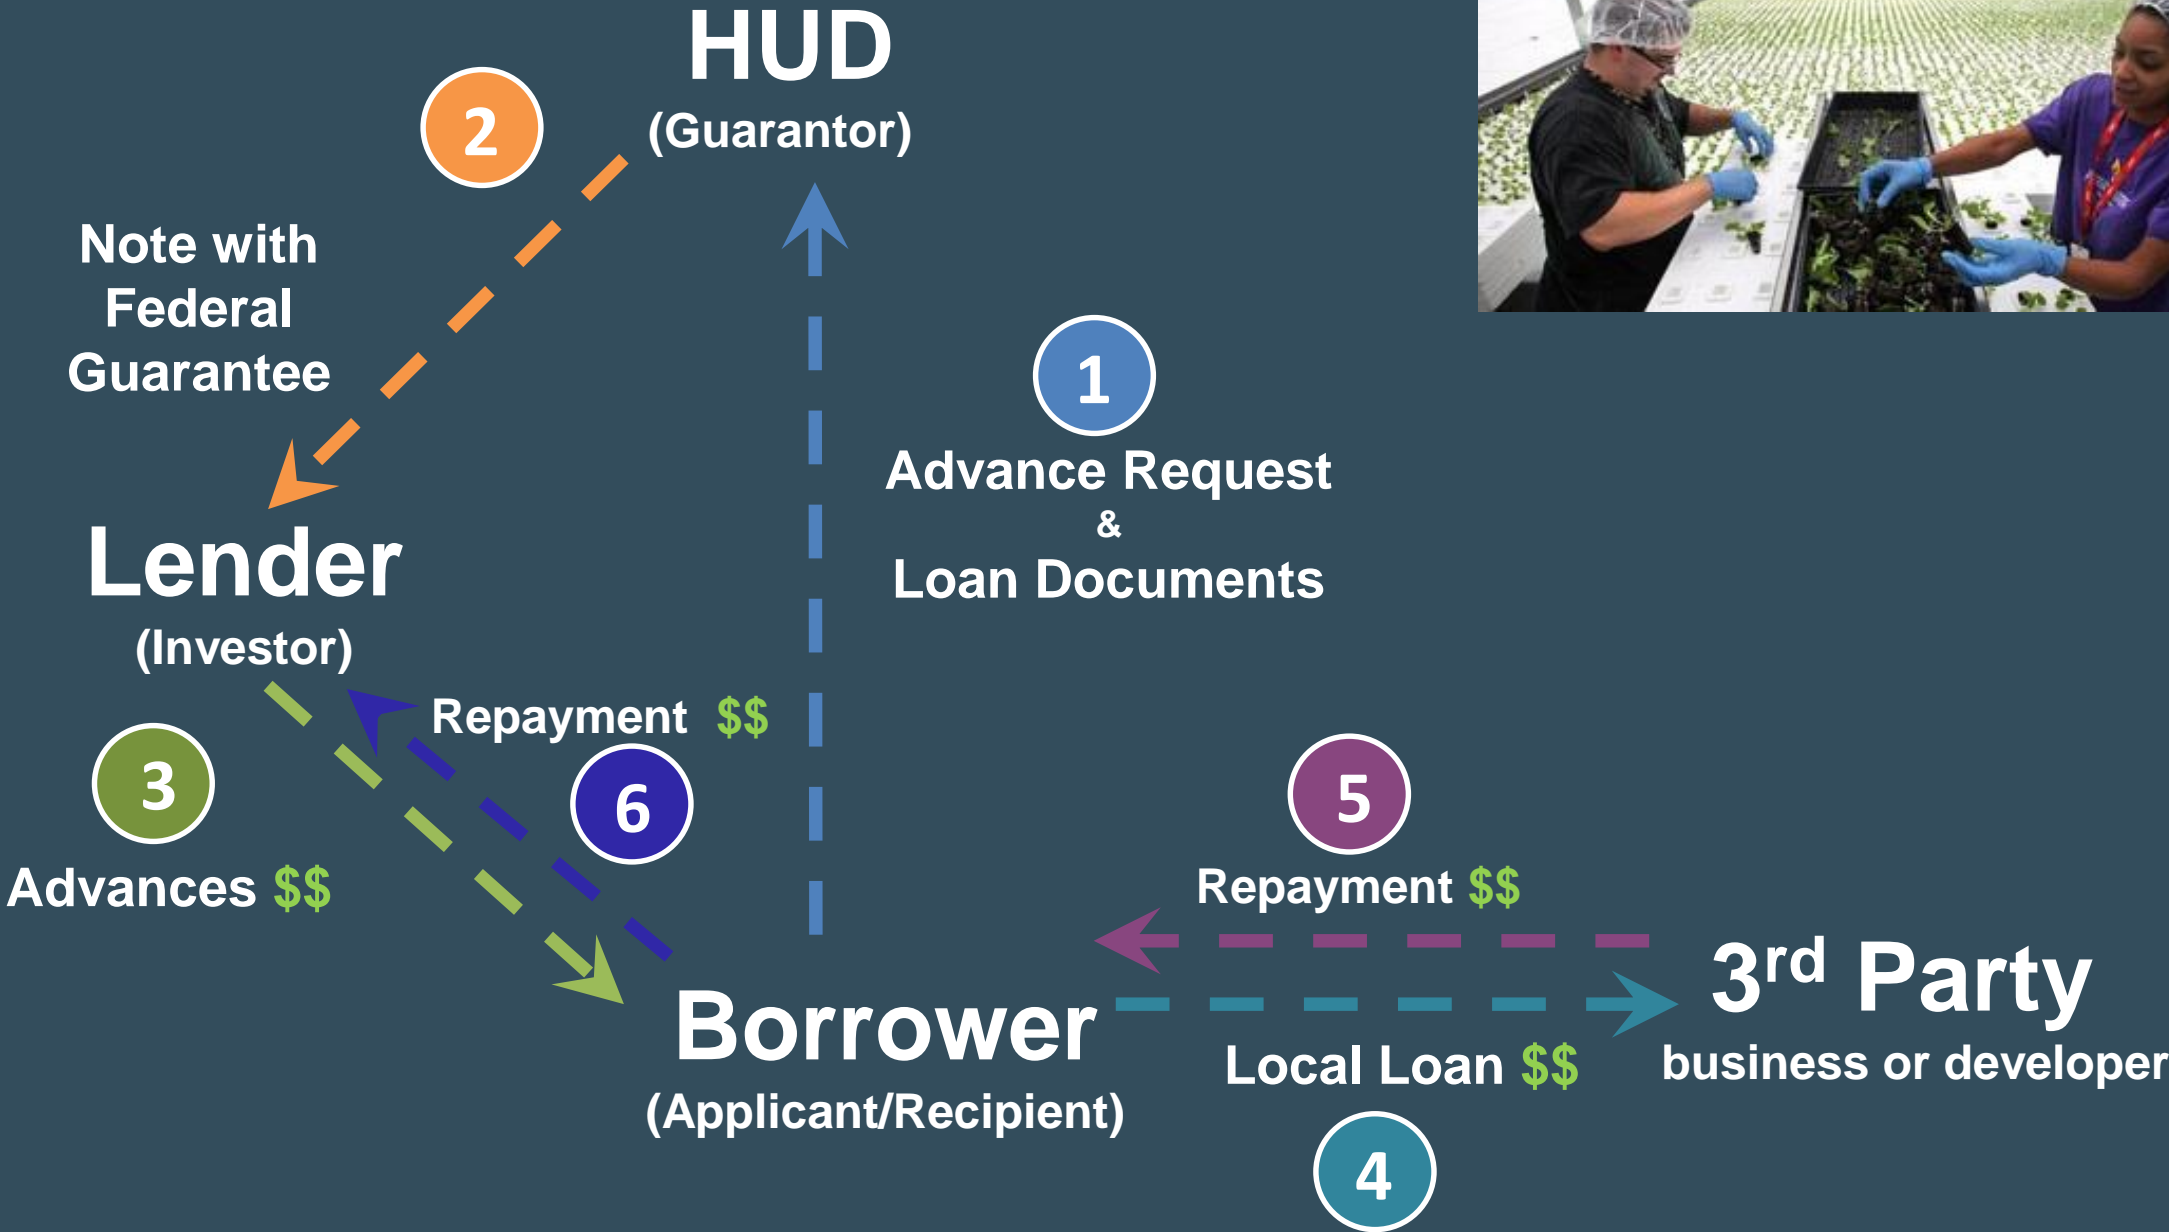 HUD
(Guarantor)
2
Note with
Federal
Guarantee
1
Advance Request
&
Loan Documents
Lender
(Investor)
Repayment $$
6
3
Advances $$
5
Repayment $$
3rd Party
business or developer
Borrower
(Applicant/Recipient)
Local Loan $$
4